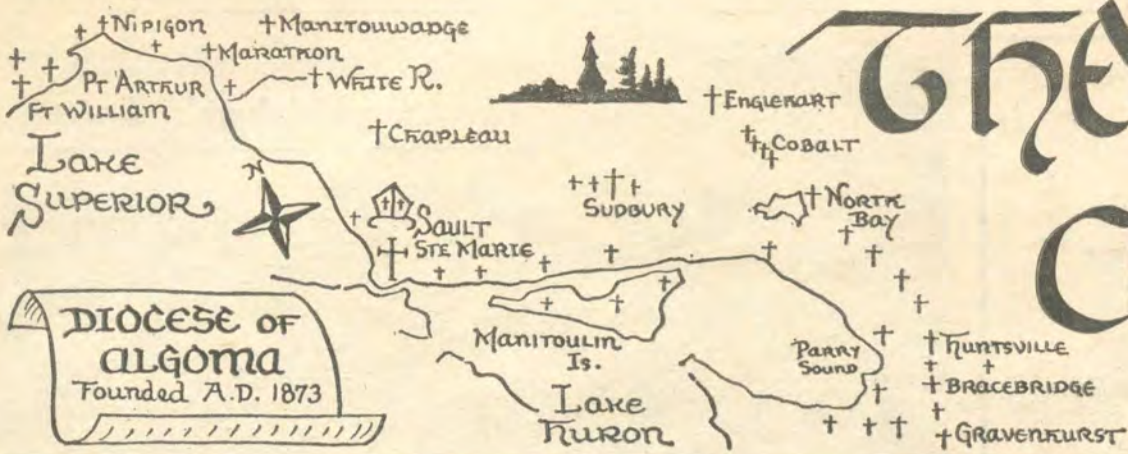 The
C
NIPIGON
MANITOUWADGE
MARATHON
WHITE R.
PT ARTHUR
FT WILLIAM
CHAPLEAU
ENGLEHART
COBALT
LAKE
SUPERIOR
N
SAULT
STE MARIE
SUDBURY
NORTH
BAY
DIOCESE OF
ALGOMA
Founded A.D. 1873
MANITOULIN
IS.
PARRY
SOUND
LAKE
HURON
HUNTSVILLE
BRACEBRIDGE
GRAVENHURST